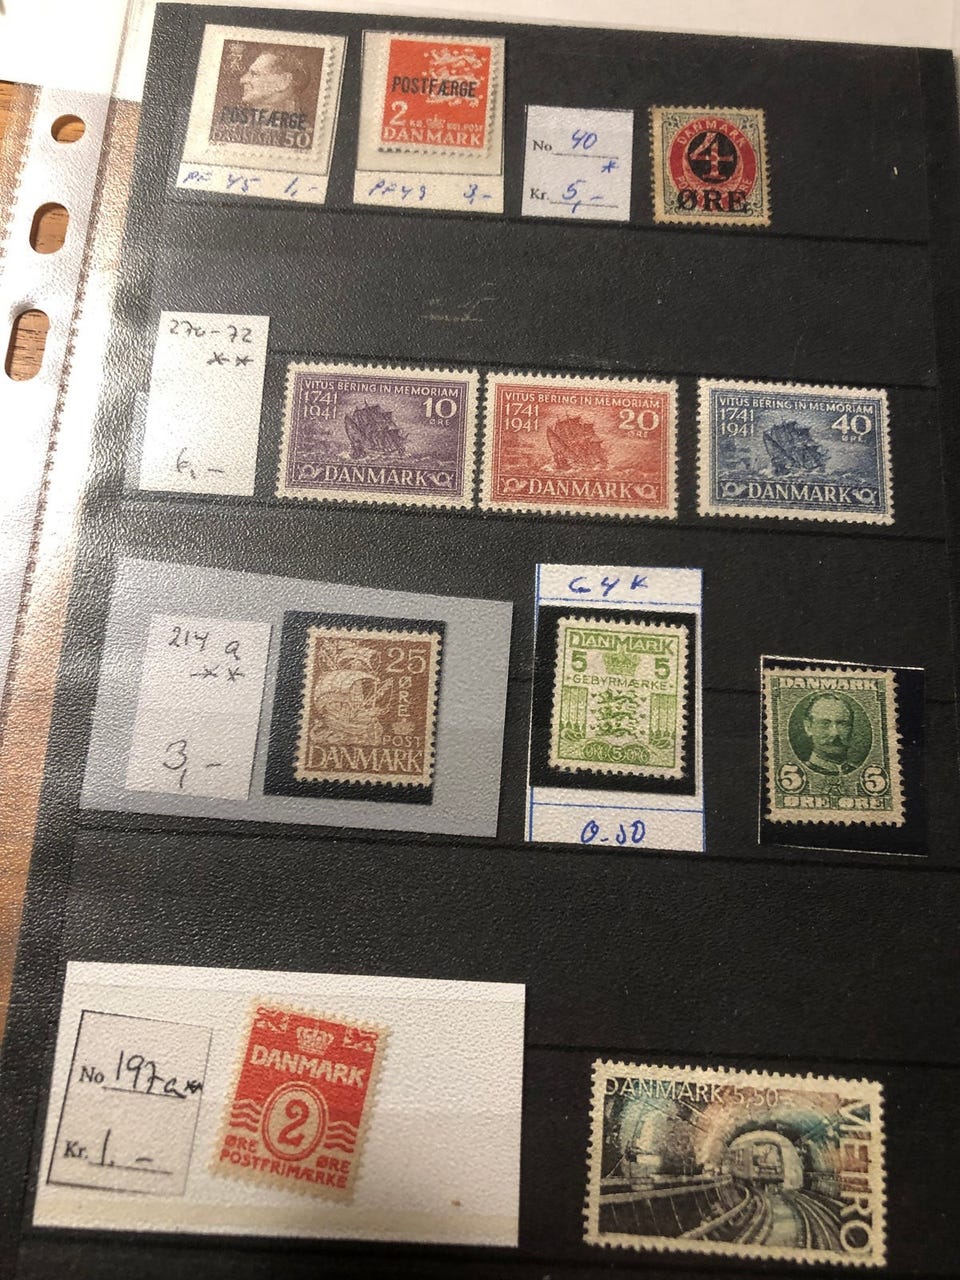 POSTFÆRGE
DANMARK 50
PF 45 1,-
POSTFÆRGE
2 KR.
DANMARK
PF 49 3,-
No 40
*
Kr. 5,-
DANMARK
4
ØRE
270-72
**
6,-
VITUS BERING IN MEMORIAM
1741
1941
10
ØRE
DANMARK
VITUS BERING IN MEMORIAM
1741
1941
20
ØRE
DANMARK
VITUS BERING IN MEMORIAM
1741
1941
40
ØRE
DANMARK
214 a
**
3,-
25
ØRE
POST
DANMARK
G4*
DANMARK
5 5
GEBYRMÆRKE
0.50
DANMARK
5 5
ØRE ØRE
No 197a*
Kr. 1,-
DANMARK
2
ØRE ØRE
POSTFRIMÆRKE
DANMARK 5,50
METRO